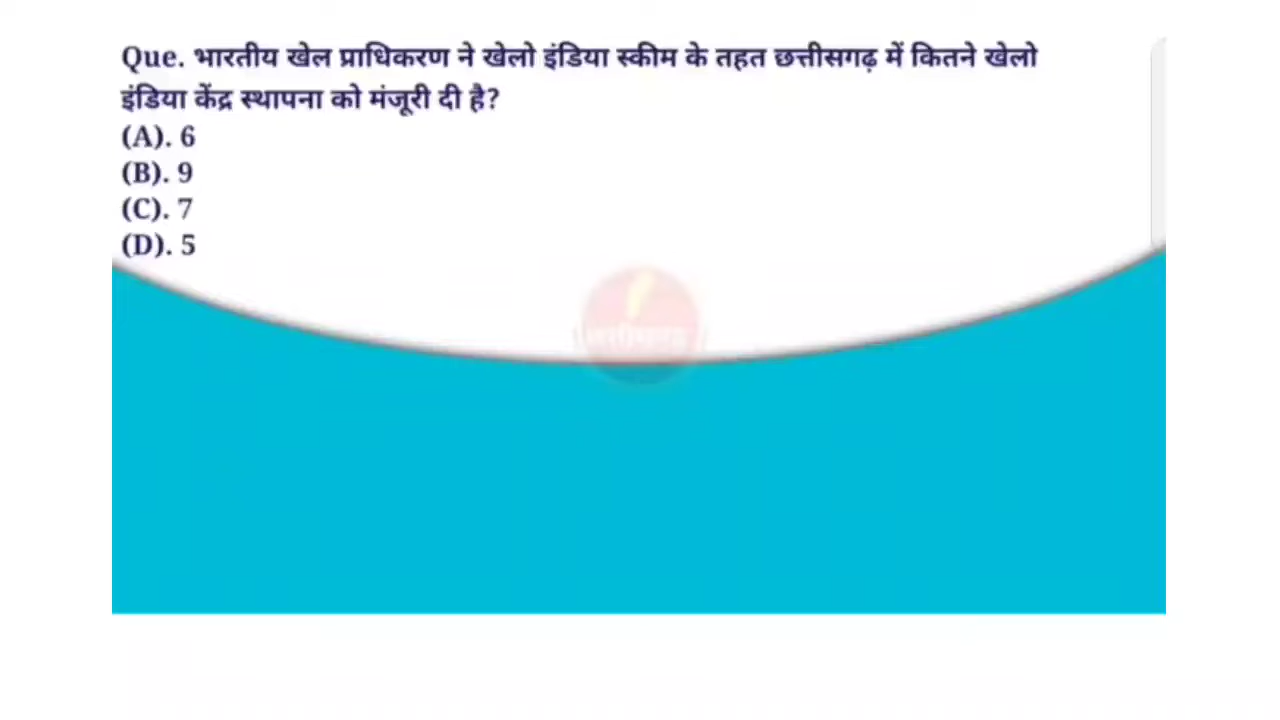 Que. भारतीय खेल प्राधिकरण ने खेलो इंडिया स्कीम के तहत छत्तीसगढ़ में कितने खेलो
इंडिया केंद्र स्थापना को मंजूरी दी है?
(A). 6
(B). 9
(C). 7
(D). 5